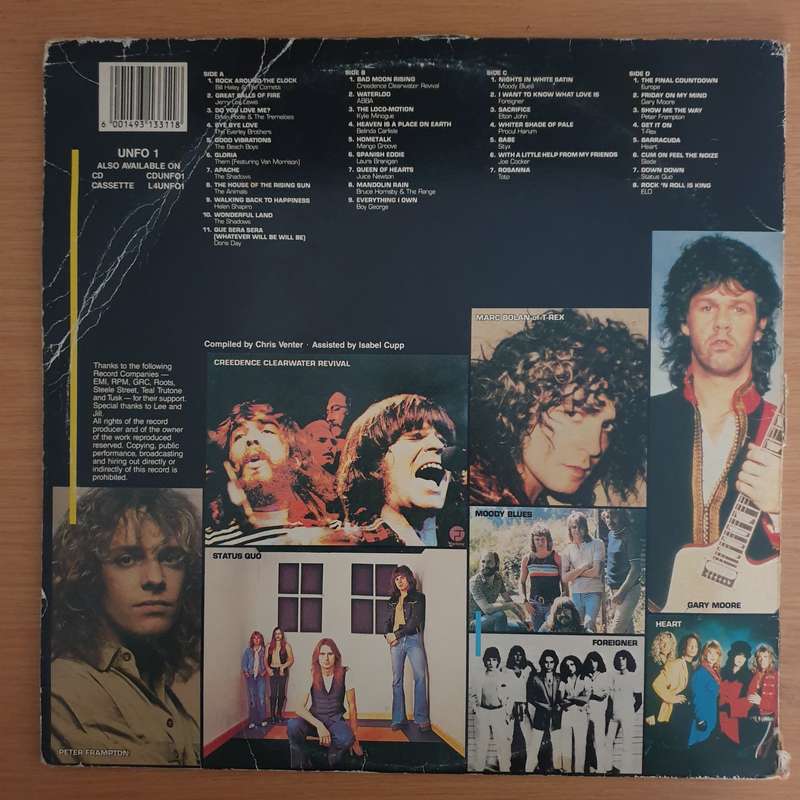 6 001493 133118
UNFO 1
ALSO AVAILABLE ON
CD CDUNFO1
CASSETTE L4UNFO1
SIDE A
1. ROCK AROUND THE CLOCK
Bill Haley & The Comets
2. GREAT BALLS OF FIRE
Jerry Lee Lewis
3. DO YOU LOVE ME?
Brian Poole & The Tremeloes
4. BYE BYE LOVE
The Everley Brothers
5. GOOD VIBRATIONS
The Beach Boys
6. GLORIA
Them [Featuring Van Morrison]
7. APACHE
The Shadows
8. THE HOUSE OF THE RISING SUN
The Animals
9. WALKING BACK TO HAPPINESS
Helen Shapiro
10. WONDERFUL LAND
The Shadows
11. QUE SERA SERA
(WHATEVER WILL BE WILL BE)
Doris Day
SIDE B
1. BAD MOON RISING
Creedence Clearwater Revival
2. WATERLOO
ABBA
3. THE LOCO-MOTION
Kylie Minogue
4. HEAVEN IS A PLACE ON EARTH
Belinda Carlisle
5. HOMETALK
Mango Groove
6. SPANISH EDDIE
Laura Branigan
7. QUEEN OF HEARTS
Juice Newton
8. MANDOLIN RAIN
Bruce Hornsby & The Range
9. EVERYTHING I OWN
Boy George
SIDE C
1. NIGHTS IN WHITE SATIN
Moody Blues
2. I WANT TO KNOW WHAT LOVE IS
Foreigner
3. SACRIFICE
Elton John
4. WHITER SHADE OF PALE
Procul Harum
5. BABE
Styx
6. WITH A LITTLE HELP FROM MY FRIENDS
Joe Cocker
7. ROSANNA
Toto
SIDE D
1. THE FINAL COUNTDOWN
Europe
2. FRIDAY ON MY MIND
Gary Moore
3. SHOW ME THE WAY
Peter Frampton
4. GET IT ON
T-Rex
5. BARRACUDA
Heart
6. CUM ON FEEL THE NOIZE
Slade
7. DOWN DOWN
Status Quo
8. ROCK 'N ROLL IS KING
ELO
Compiled by Chris Venter · Assisted by Isabel Cupp
Thanks to the following
Record Companies —
EMI, RPM, GRC, Roots,
Steele Street, Teal Trutone
and Tusk — for their support.
Special thanks to Lee and
Jill.
All rights of the record
producer and of the owner
of the work reproduced
reserved. Copying, public
performance, broadcasting
and hiring out directly or
indirectly of this record is
prohibited.
CREEDENCE CLEARWATER REVIVAL
MARC BOLAN of T-REX
MOODY BLUES
STATUS QUO
GARY MOORE
FOREIGNER
HEART
PETER FRAMPTON